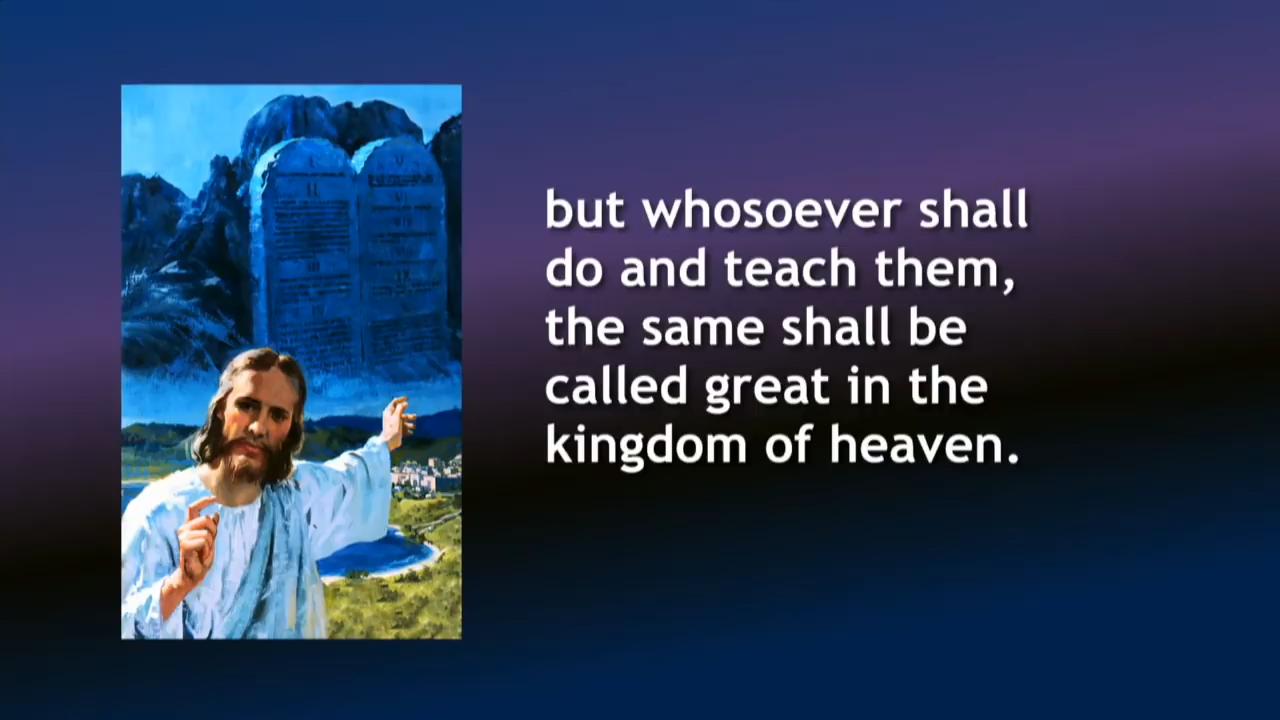 but whosoever shall
do and teach them,
the same shall be
called great in the
kingdom of heaven.